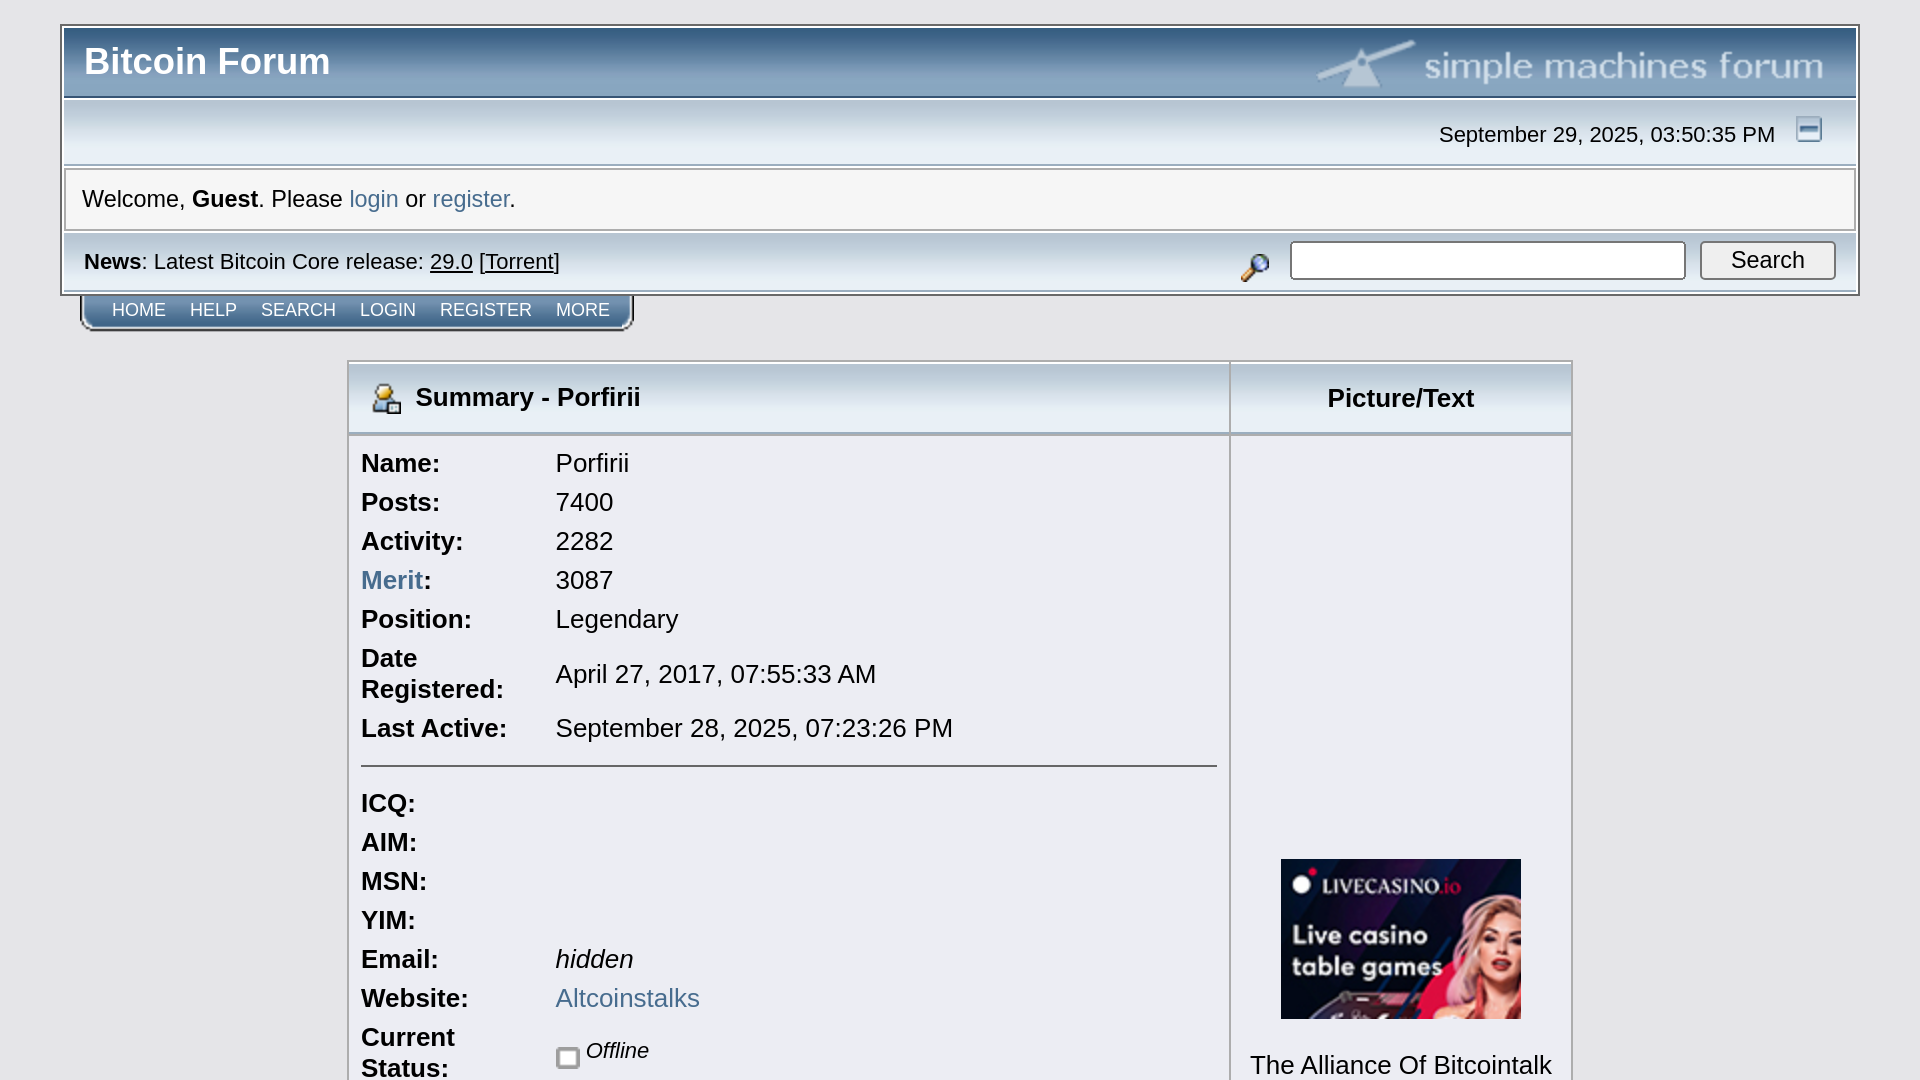 Bitcoin Forum
simple machines forum
September 29, 2025, 03:50:35 PM
Welcome, Guest. Please login or register.
News: Latest Bitcoin Core release: 29.0 [Torrent]
Search
HOME HELP SEARCH LOGIN REGISTER MORE
Summary - Porfirii
Picture/Text
Name: Porfirii
Posts: 7400
Activity: 2282
Merit: 3087
Position: Legendary
Date
Registered: April 27, 2017, 07:55:33 AM
Last Active: September 28, 2025, 07:23:26 PM
ICQ:
AIM:
MSN:
YIM:
Email: hidden
Website: Altcoinstalks
Current
Status: Offline
LIVECASINO.io
Live casino
table games
The Alliance Of Bitcointalk